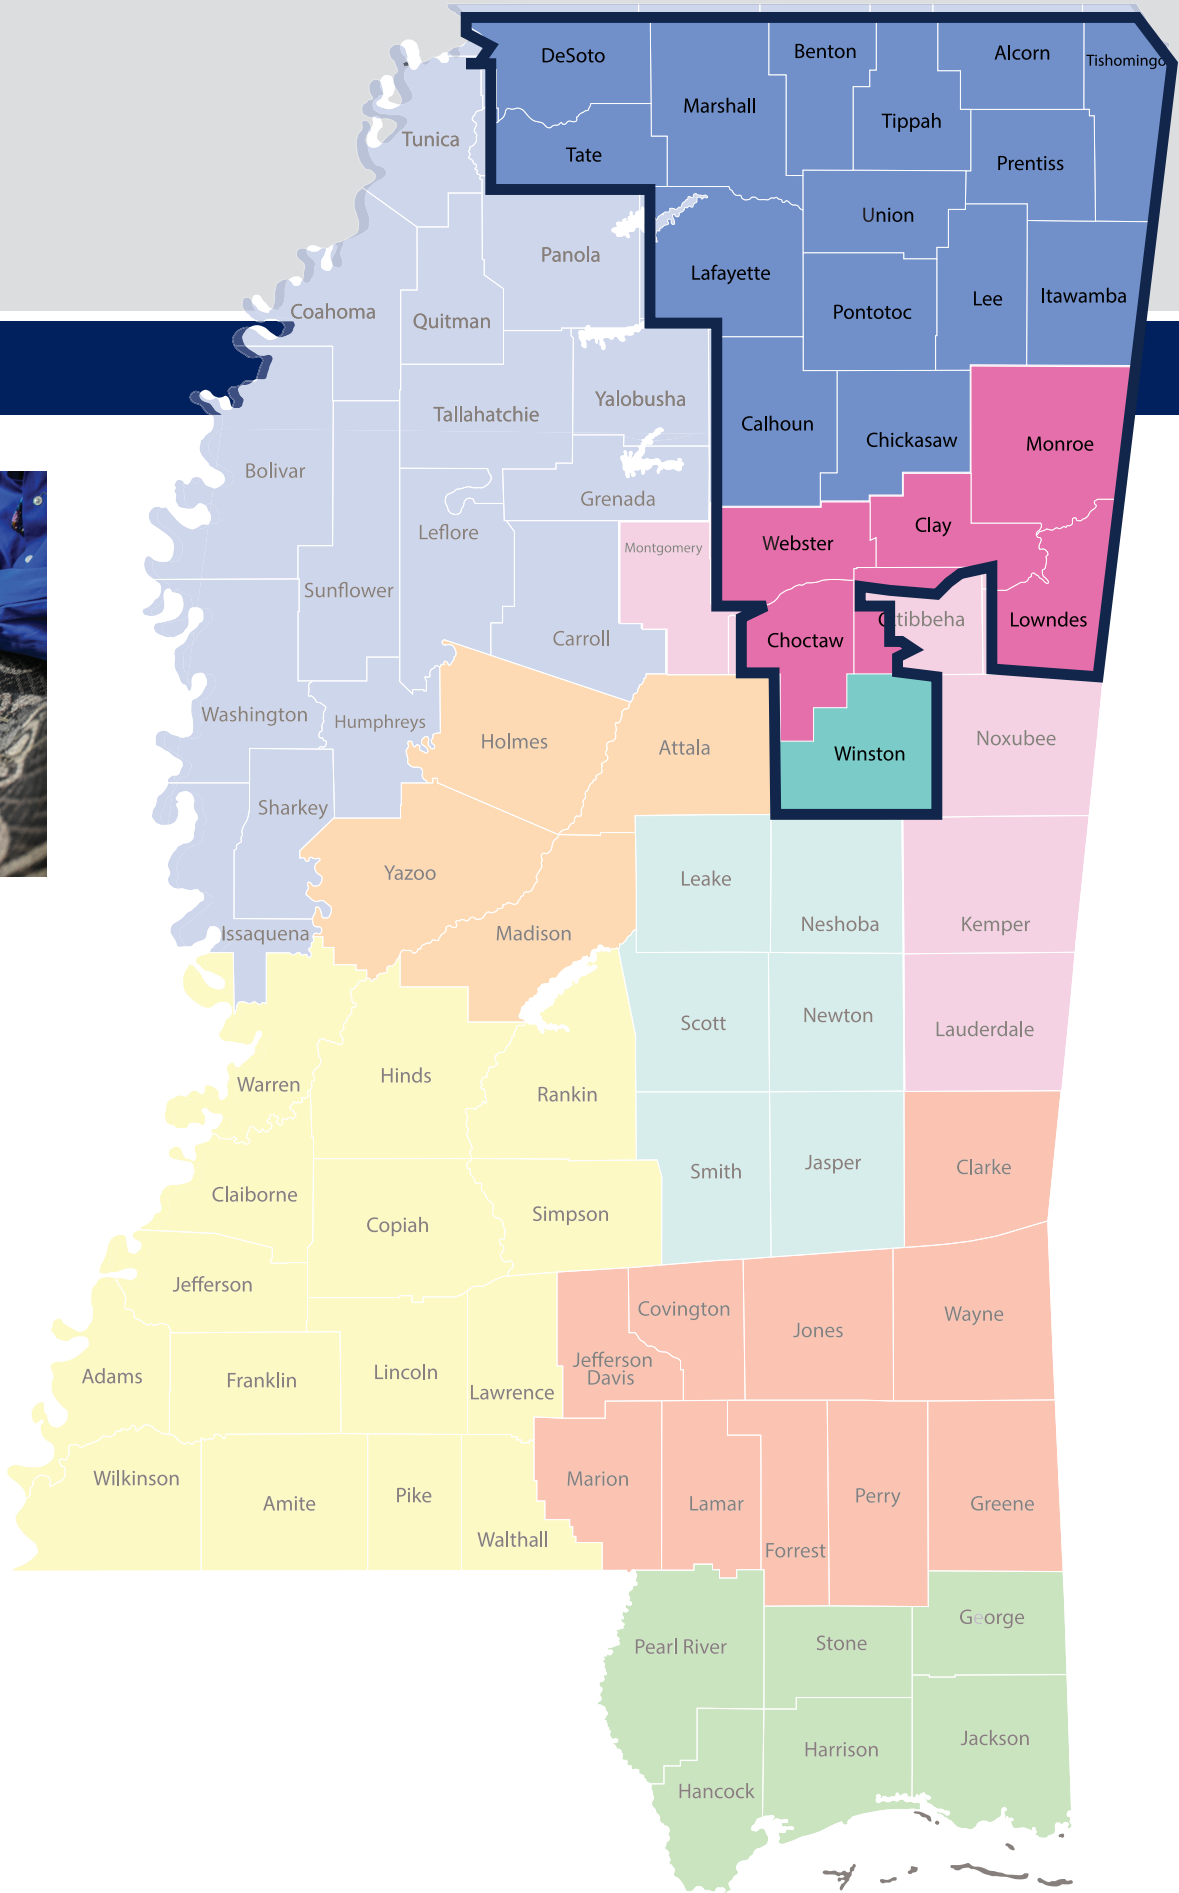 DeSoto
Benton
Alcorn
Tishomingo
Marshall
Tippah
Tunica
Tate
Prentiss
Union
Panola
Lafayette
Lee
Itawamba
Coahoma
Quitman
Pontotoc
Yalobusha
Tallahatchie
Calhoun
Chickasaw
Monroe
Bolivar
Grenada
Leflore
Clay
Webster
Montgomery
Sunflower
Carroll
Choctaw
Oktibbeha
Lowndes
Washington
Humphreys
Holmes
Attala
Winston
Noxubee
Sharkey
Yazoo
Leake
Neshoba
Kemper
Issaquena
Madison
Scott
Newton
Lauderdale
Warren
Hinds
Rankin
Smith
Jasper
Clarke
Claiborne
Copiah
Simpson
Jefferson
Covington
Jones
Wayne
Adams
Franklin
Lincoln
Lawrence
Jefferson
Davis
Wilkinson
Amite
Pike
Walthall
Marion
Lamar
Forrest
Perry
Greene
George
Pearl River
Stone
Harrison
Jackson
Hancock